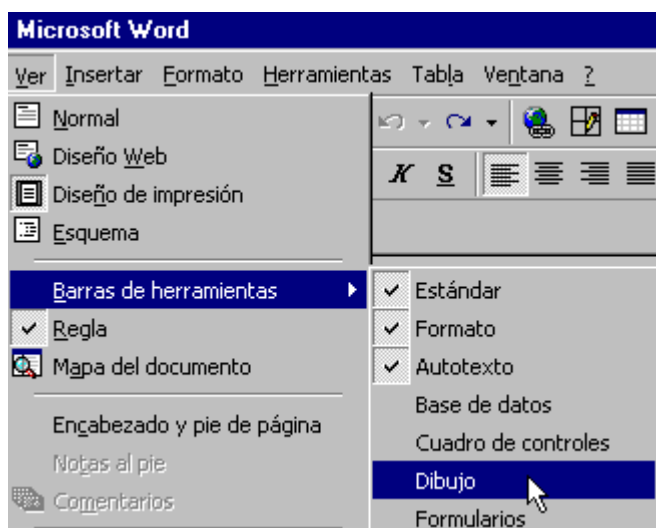 Microsoft Word
Ver Insertar Formato Herramientas Tabla Ventana ?
Normal
Diseño Web
Diseño de impresión
K S
Esquema
Barras de herramientas
Estándar
Regla
Formato
Mapa del documento
Autotexto
Base de datos
Encabezado y pie de página
Cuadro de controles
Notas al pie
Dibujo
Comentarios
Formularios